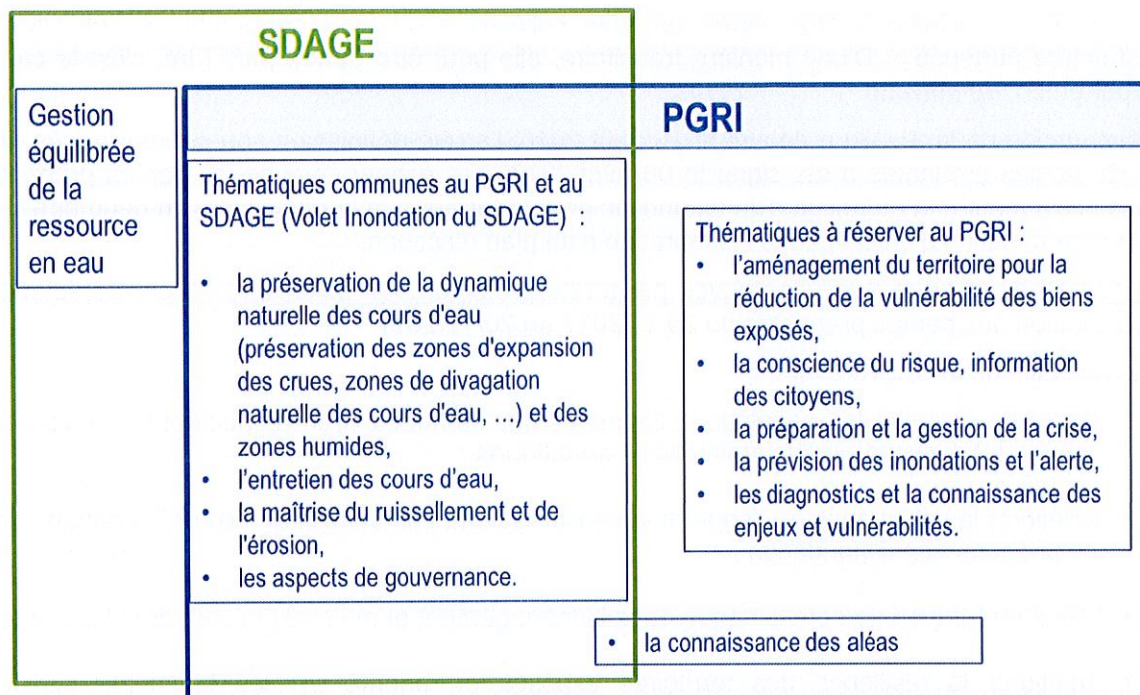 SDAGE
PGRI
Gestion
équilibrée
de la
ressource
en eau
Thématiques communes au PGRI et au
SDAGE (Volet Inondation du SDAGE) :
• la préservation de la dynamique
naturelle des cours d'eau
(préservation des zones d'expansion
des crues, zones de divagation
naturelle des cours d'eau, ...) et des
zones humides,
• l'entretien des cours d'eau,
• la maîtrise du ruissellement et de
l'érosion,
• les aspects de gouvernance.
Thématiques à réserver au PGRI :
• l'aménagement du territoire pour la
réduction de la vulnérabilité des biens
exposés,
• la conscience du risque, information
des citoyens,
• la préparation et la gestion de la crise,
• la prévision des inondations et l'alerte,
• les diagnostics et la connaissance des
enjeux et vulnérabilités.
• la connaissance des aléas